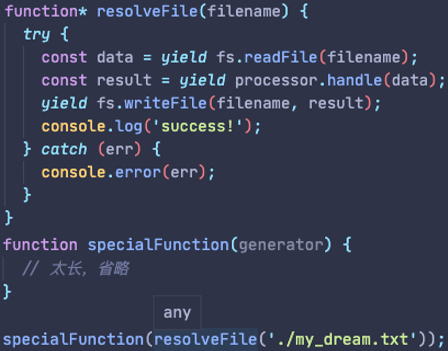 function* resolveFile(filename) {
  try {
    const data = yield fs.readFile(filename);
    const result = yield processor.handle(data);
    yield fs.writeFile(filename, result);
    console.log('success!');
  } catch (err) {
    console.error(err);
  }
}
function specialFunction(generator) {
  // 太长，省略
}
any
specialFunction(resolveFile('./my_dream.txt'));